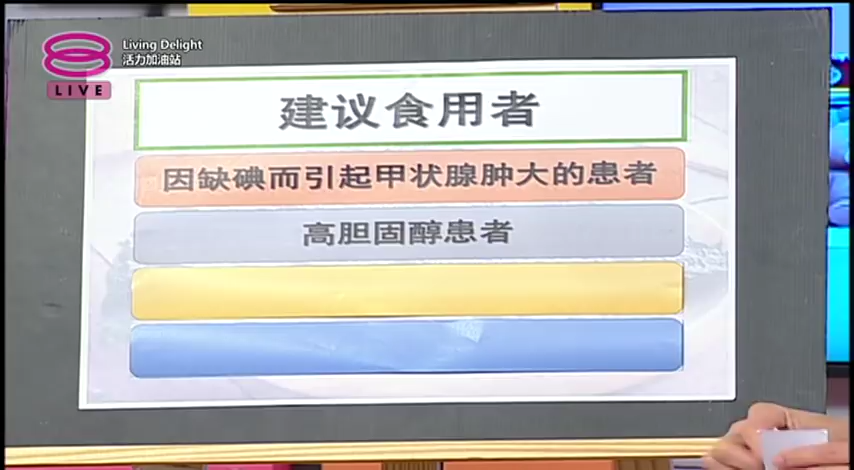 Living Delight
活力加油站
LIVE
建议食用者
因缺碘而引起甲状腺肿大的患者
高胆固醇患者